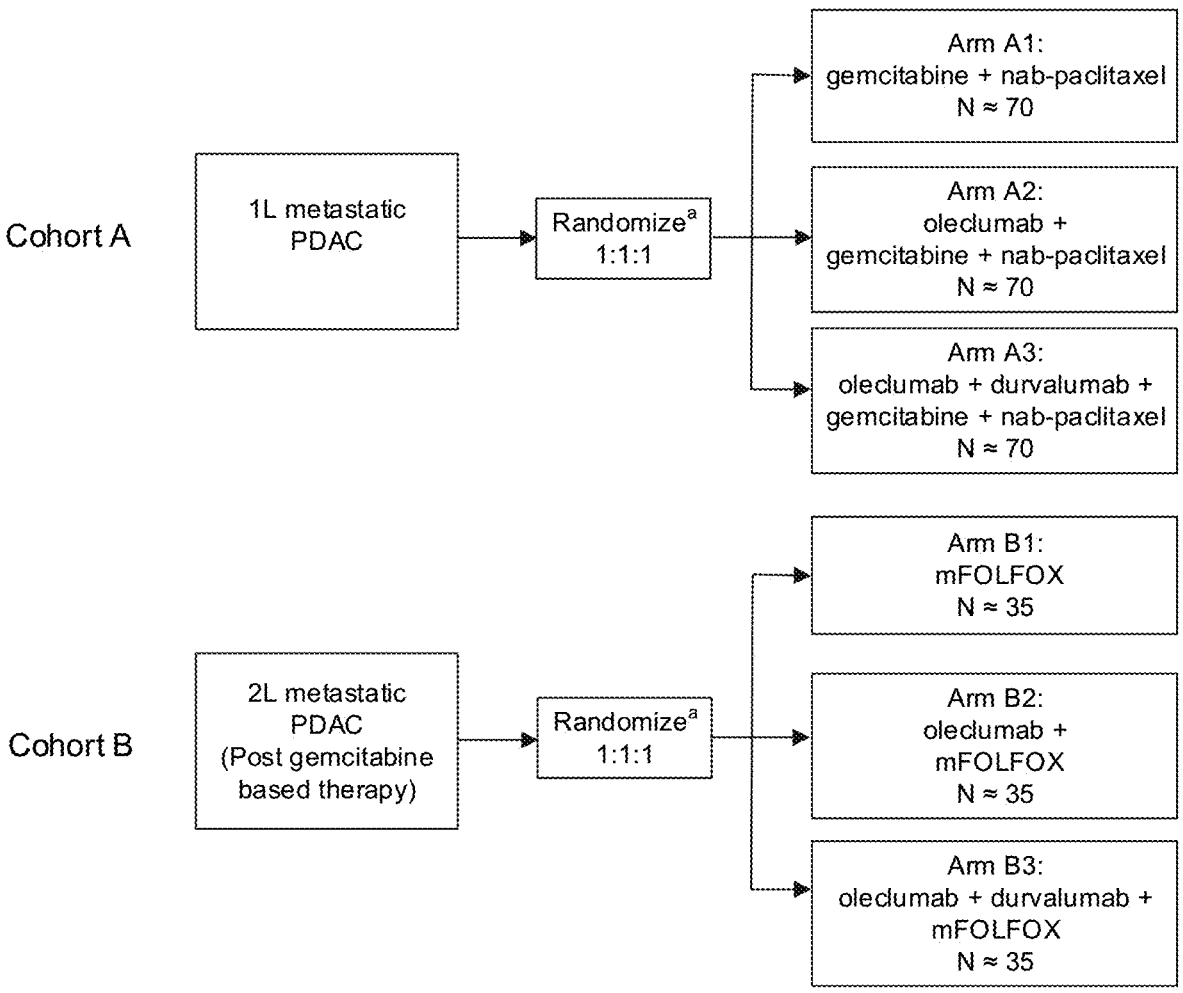 Cohort A
1L metastatic
PDAC
Randomizeᵃ
1:1:1
Arm A1:
gemcitabine + nab-paclitaxel
N ≈ 70
Arm A2:
oleclumab +
gemcitabine + nab-paclitaxel
N ≈ 70
Arm A3:
oleclumab + durvalumab +
gemcitabine + nab-paclitaxel
N ≈ 70
Cohort B
2L metastatic
PDAC
(Post gemcitabine
based therapy)
Randomizeᵃ
1:1:1
Arm B1:
mFOLFOX
N ≈ 35
Arm B2:
oleclumab +
mFOLFOX
N ≈ 35
Arm B3:
oleclumab + durvalumab +
mFOLFOX
N ≈ 35